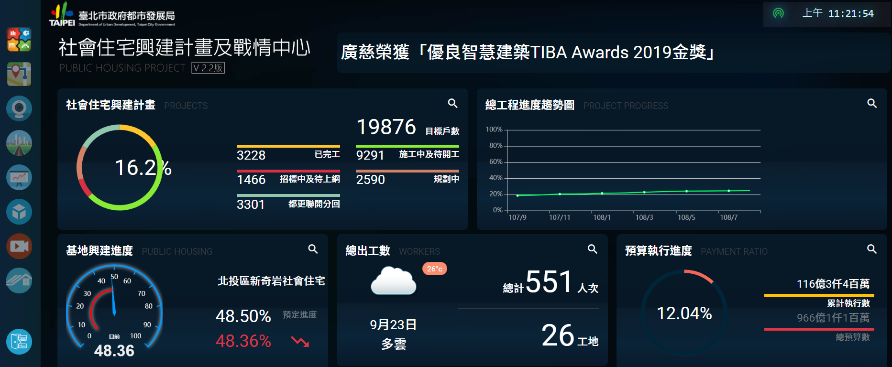 TAIPEI
臺北市政府都市發展局
Department of Urban Development, Taipei City Government
上午 11:21:54
社會住宅興建計畫及戰情中心
PUBLIC HOUSING PROJECT V 2.2版
廣慈榮獲「優良智慧建築TIBA Awards 2019金獎」
社會住宅興建計畫 PROJECTS
16.2%
19876 目標戶數
3228 已完工
9291 施工中及待開工
1466 招標中及待上網
2590 規劃中
3301 都更聯開分回
總工程進度趨勢圖 PROJECT PROGRESS
100%
80%
60%
40%
20%
0%
107/9 107/11 108/1 108/3 108/5 108/7
基地興建進度 PUBLIC HOUSING
0 10 20 30 40 50 60 70 80 90 100
48.36
北投區新奇岩社會住宅
48.50% 預定進度
48.36%
總出工數 WORKERS
26°c
9月23日
多雲
總計 551 人次
26 工地
預算執行進度 PAYMENT RATIO
12.04%
116億3仟4百萬
累計執行數
966億1仟1百萬
總預算數